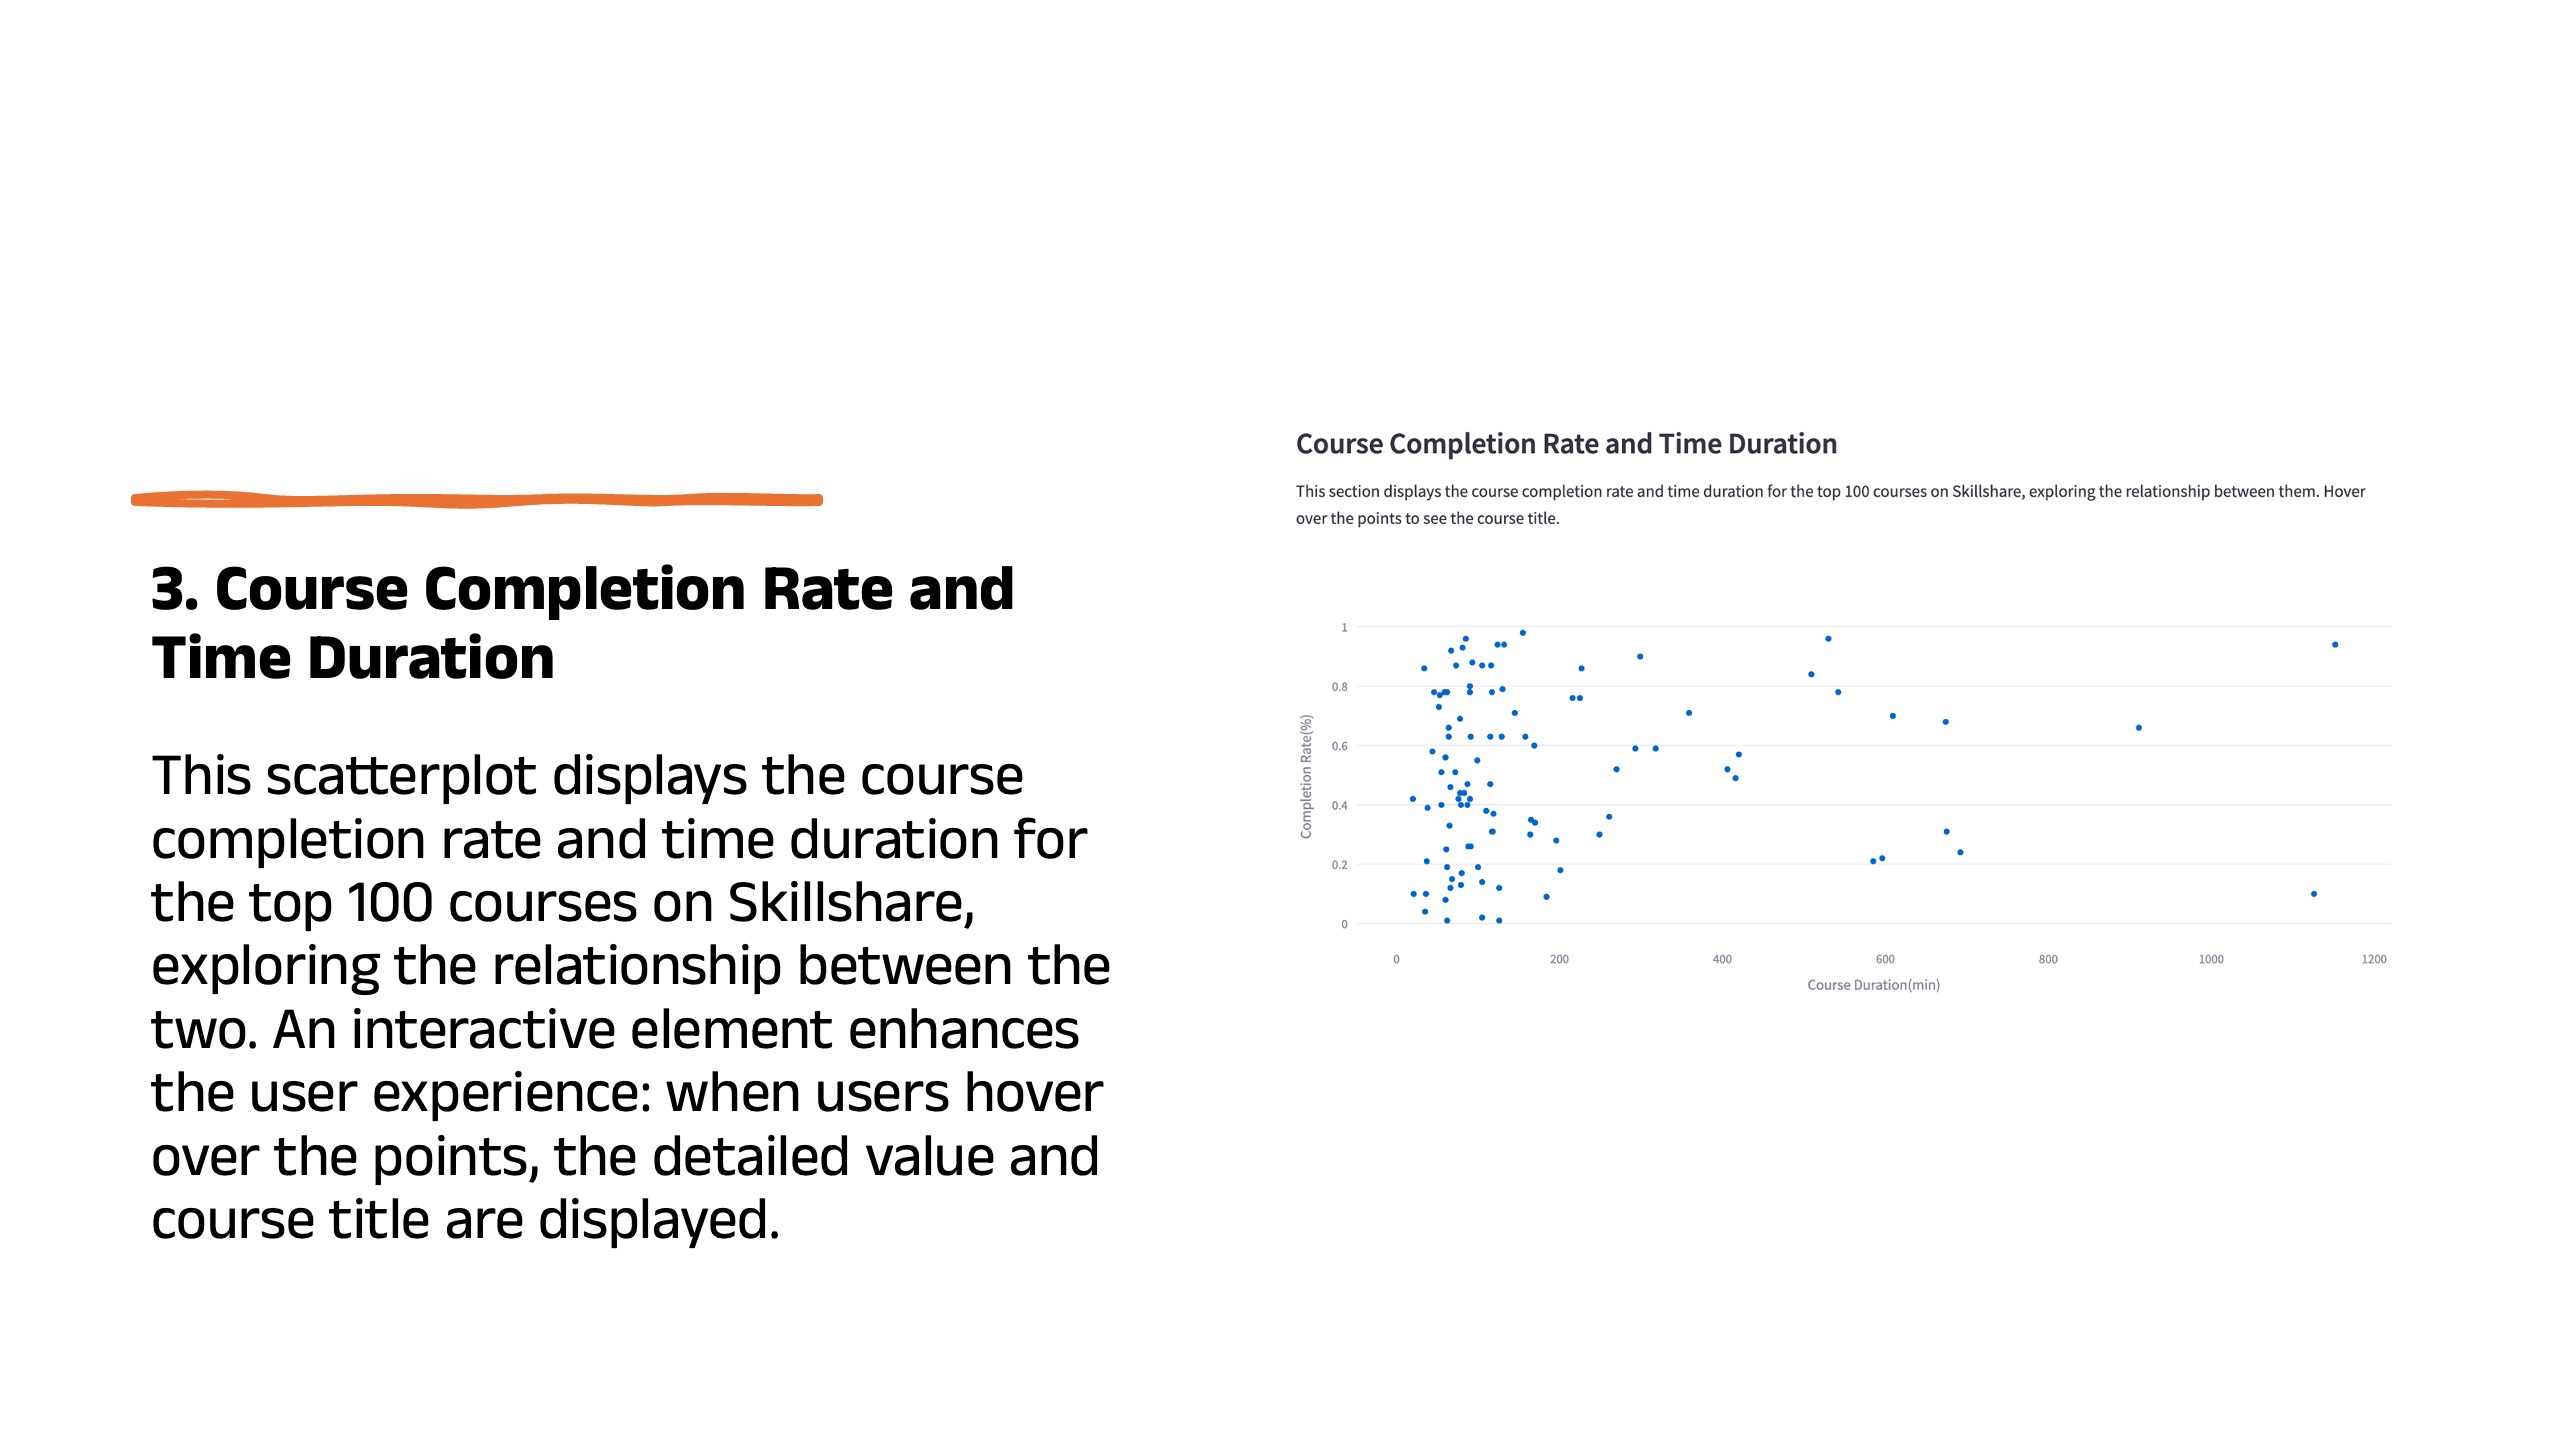 3. Course Completion Rate and
Time Duration
This scatterplot displays the course
completion rate and time duration for
the top 100 courses on Skillshare,
exploring the relationship between the
two. An interactive element enhances
the user experience: when users hover
over the points, the detailed value and
course title are displayed.
Course Completion Rate and Time Duration
This section displays the course completion rate and time duration for the top 100 courses on Skillshare, exploring the relationship between them. Hover
over the points to see the course title.
Completion Rate(%)
1
0.8
0.6
0.4
0.2
0
0 200 400 600 800 1000 1200
Course Duration(min)